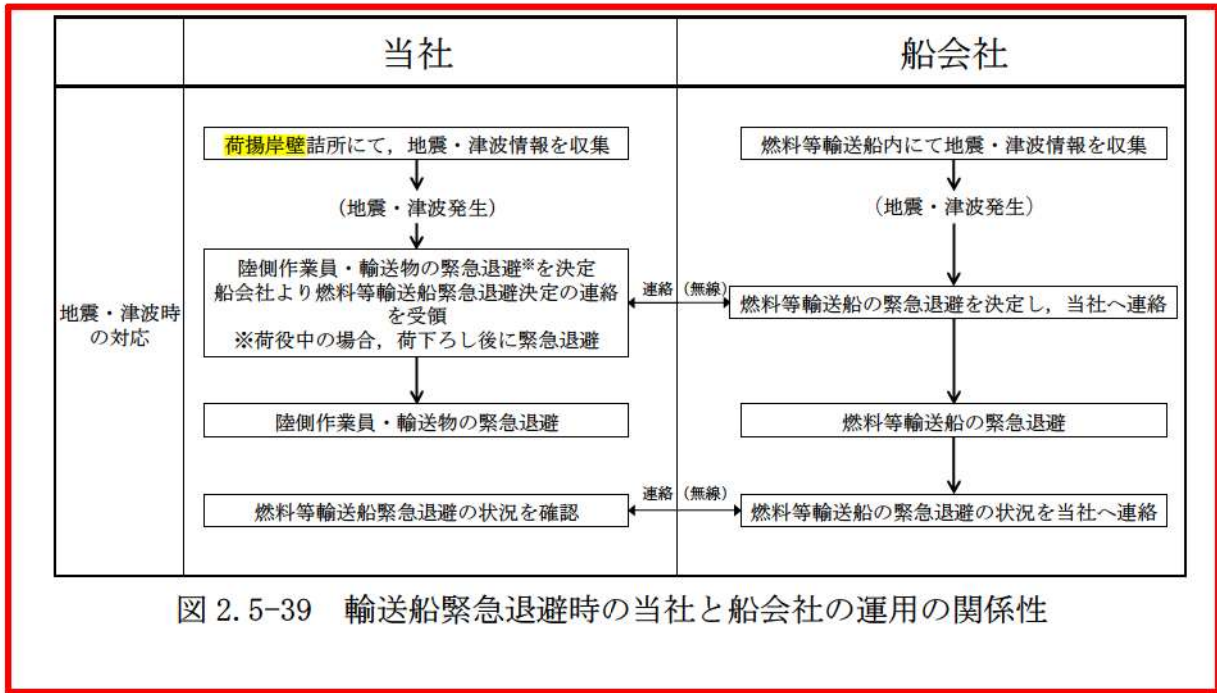 当社
船会社
地震・津波時
の対応
荷揚岸壁詰所にて，地震・津波情報を収集
(地震・津波発生)
陸側作業員・輸送物の緊急退避※を決定
船会社より燃料等輸送船緊急退避決定の連絡
を受領
※荷役中の場合，荷下ろし後に緊急退避
陸側作業員・輸送物の緊急退避
燃料等輸送船緊急退避の状況を確認
連絡（無線）
連絡（無線）
燃料等輸送船内にて地震・津波情報を収集
（地震・津波発生）
燃料等輸送船の緊急退避を決定し，当社へ連絡
燃料等輸送船の緊急退避
燃料等輸送船の緊急退避の状況を当社へ連絡
図 2.5-39　輸送船緊急退避時の当社と船会社の運用の関係性